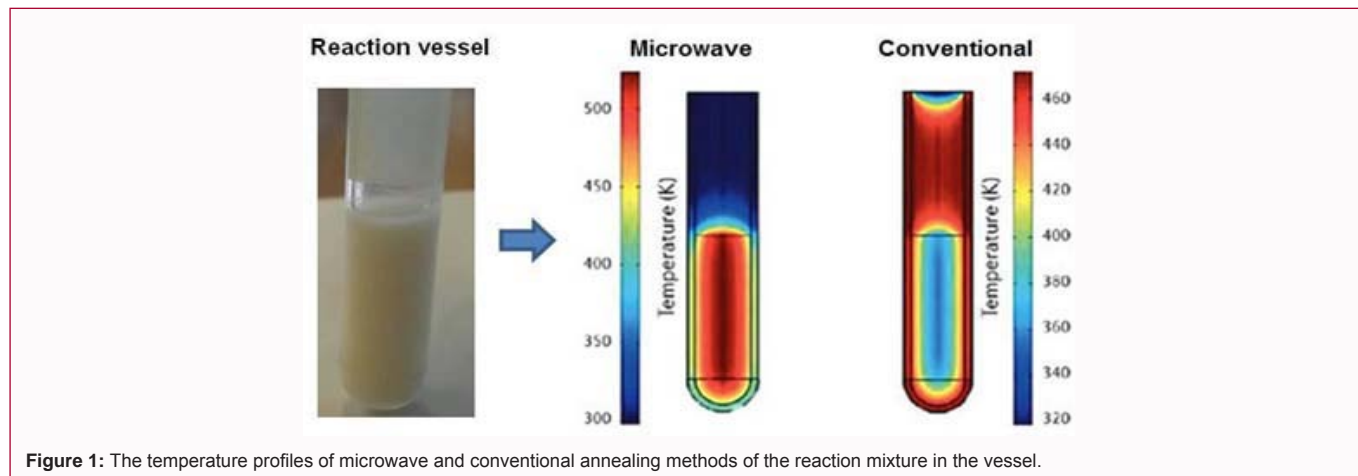 Reaction vessel
Microwave
Conventional
500
450
400
350
300
Temperature (K)
460
440
420
400
380
360
340
320
Temperature (K)
Figure 1: The temperature profiles of microwave and conventional annealing methods of the reaction mixture in the vessel.